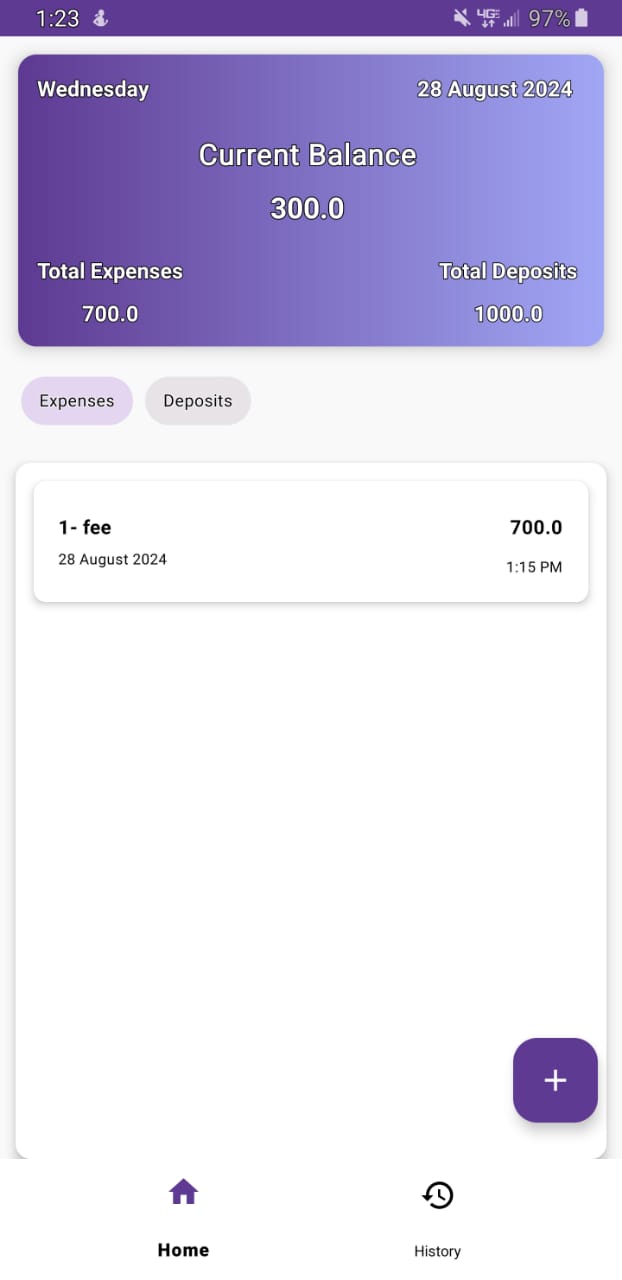 1:23 4G 97%
Wednesday 28 August 2024
Current Balance
300.0
Total Expenses Total Deposits
700.0 1000.0
Expenses Deposits
1- fee 700.0
28 August 2024 1:15 PM
+
Home History